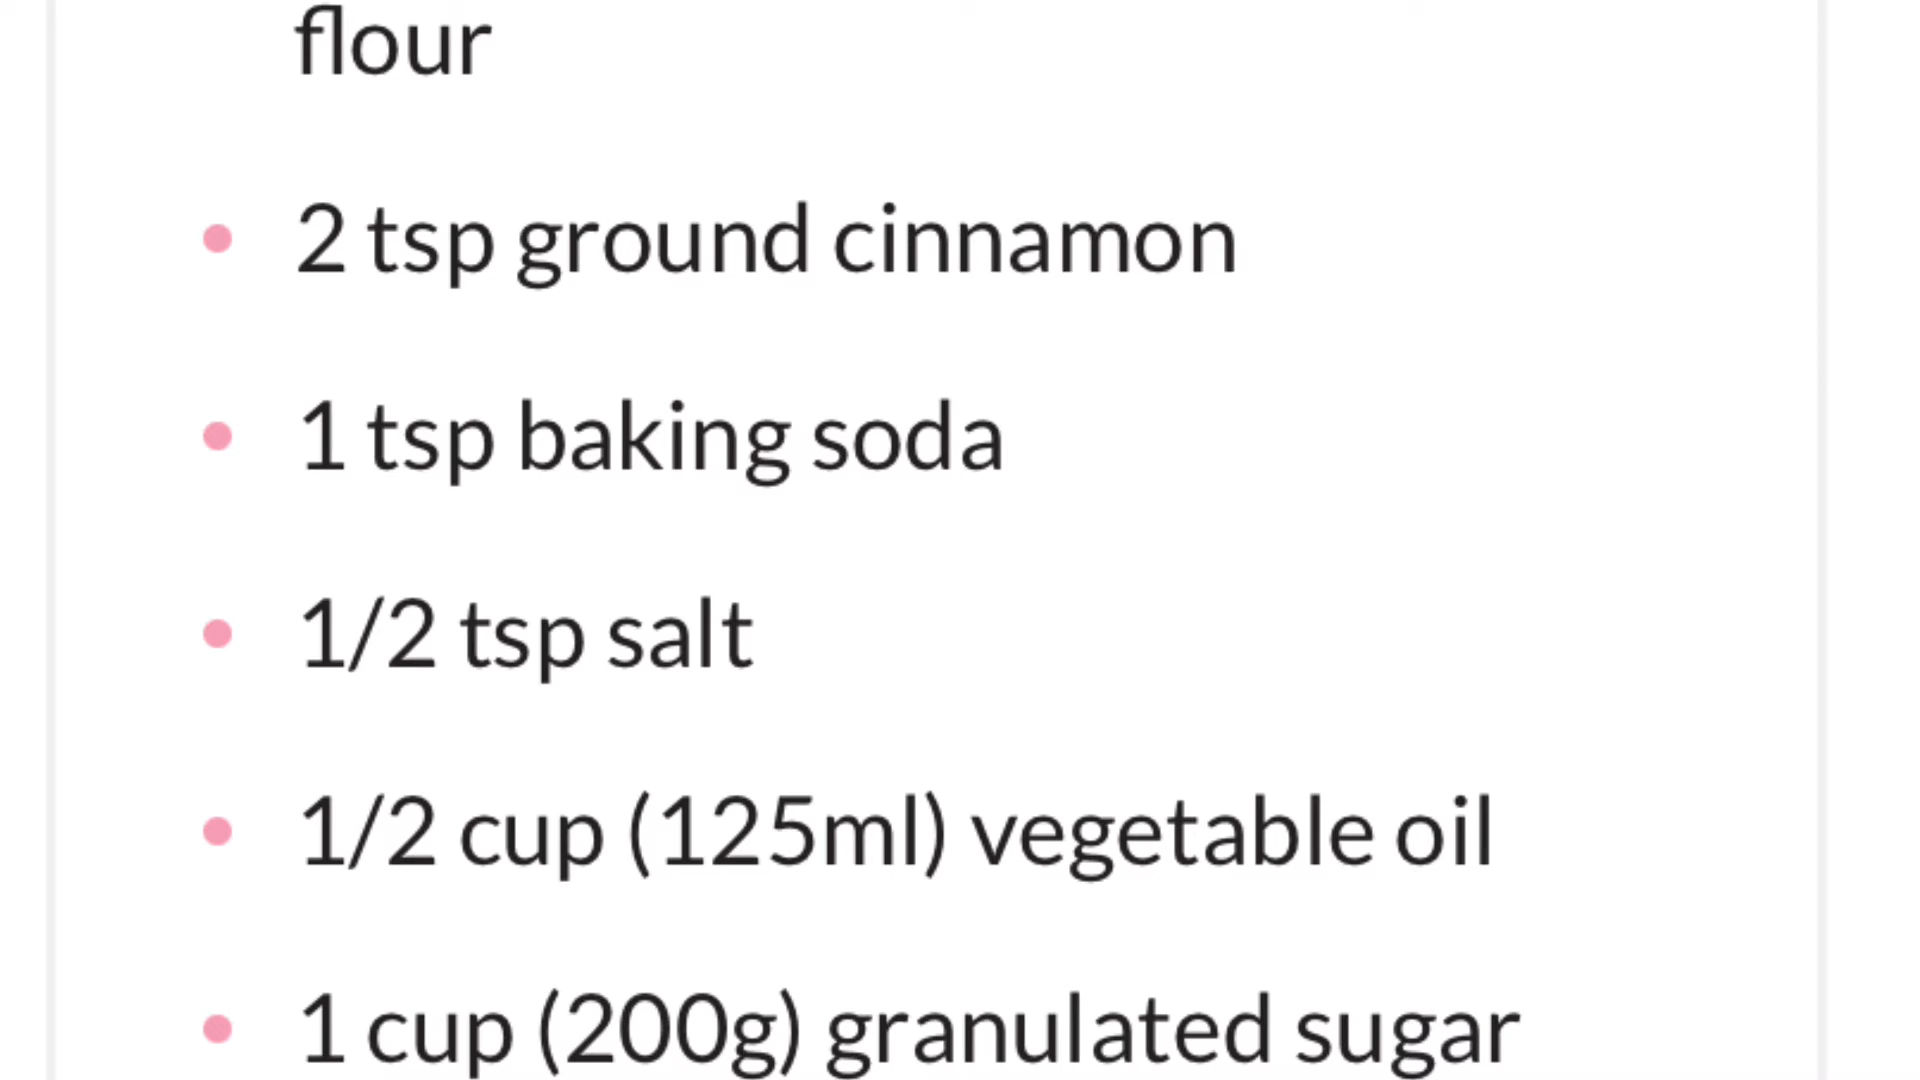 flour
• 2 tsp ground cinnamon
• 1 tsp baking soda
• 1/2 tsp salt
• 1/2 cup (125ml) vegetable oil
• 1 cup (200g) granulated sugar